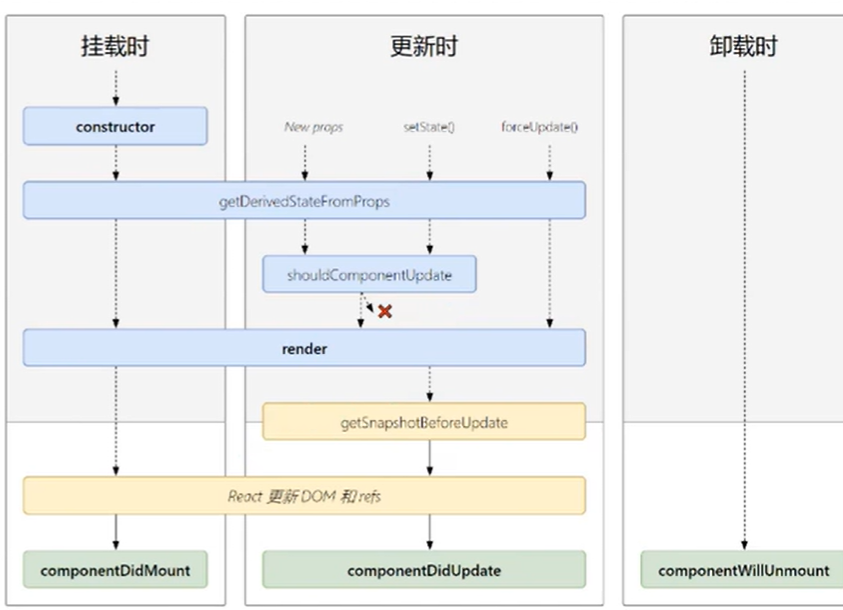 挂载时
更新时
卸载时
constructor
New props
setState()
forceUpdate()
getDerivedStateFromProps
shouldComponentUpdate
render
getSnapshotBeforeUpdate
React 更新 DOM 和 refs
componentDidMount
componentDidUpdate
componentWillUnmount